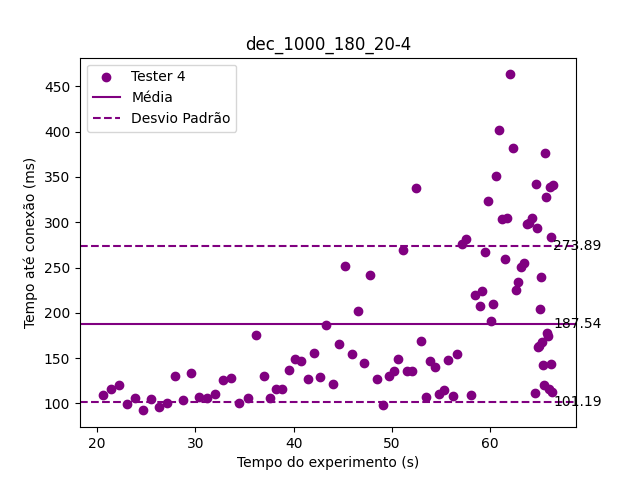 dec_1000_180_20-4
Tester 4
Média
Desvio Padrão
Tempo até conexão (ms)
450
400
350
300
250
200
150
100
273.89
187.54
101.19
20
30
40
50
60
Tempo do experimento (s)